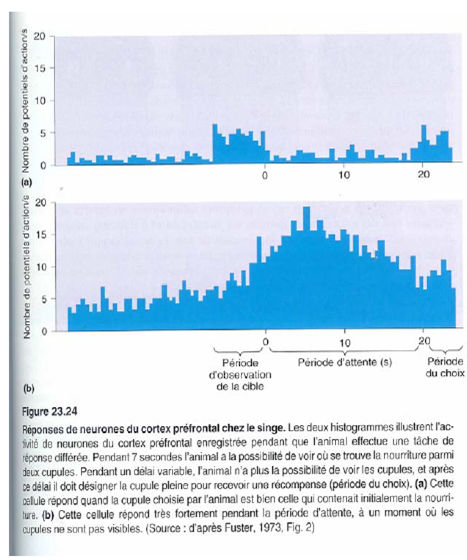 Nombre de potentiels d'action/s
20
15
10
5
0
0
10
20
(a)
Nombre de potentiels d'action/s
20
15
10
5
0
0
10
20
Période
d'observation
de la cible
Période d'attente (s)
Période
du choix
(b)
Figure 23.24
Réponses de neurones du cortex préfrontal chez le singe. Les deux histogrammes illustrent l'ac-
tivité de neurones du cortex préfrontal enregistrée pendant que l'animal effectue une tâche de
réponse différée. Pendant 7 secondes l'animal a la possibilité de voir où se trouve la nourriture parmi
deux cupules. Pendant un délai variable, l'animal n'a plus la possibilité de voir les cupules, et après
ce délai il doit désigner la cupule pleine pour recevoir une récompense (période du choix). (a) Cette
cellule répond quand la cupule choisie par l'animal est bien celle qui contenait initialement la nourri-
ture. (b) Cette cellule répond très fortement pendant la période d'attente, à un moment où les
cupules ne sont pas visibles. (Source : d'après Fuster, 1973, Fig. 2)